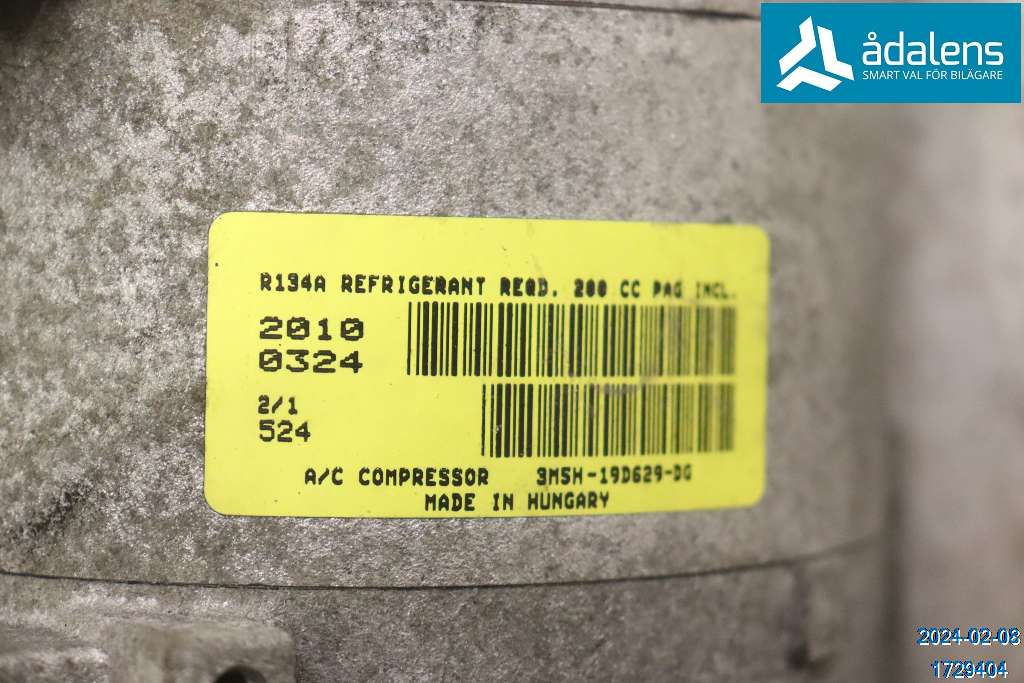 ådalens
SMART VAL FÖR BILÄGARE
R134A REFRIGERANT REQD. 200 CC PAG INCL.
2010
0324
2/1
524
A/C COMPRESSOR 3M5H-19D629-DG
MADE IN HUNGARY
2024-02-08
1729404